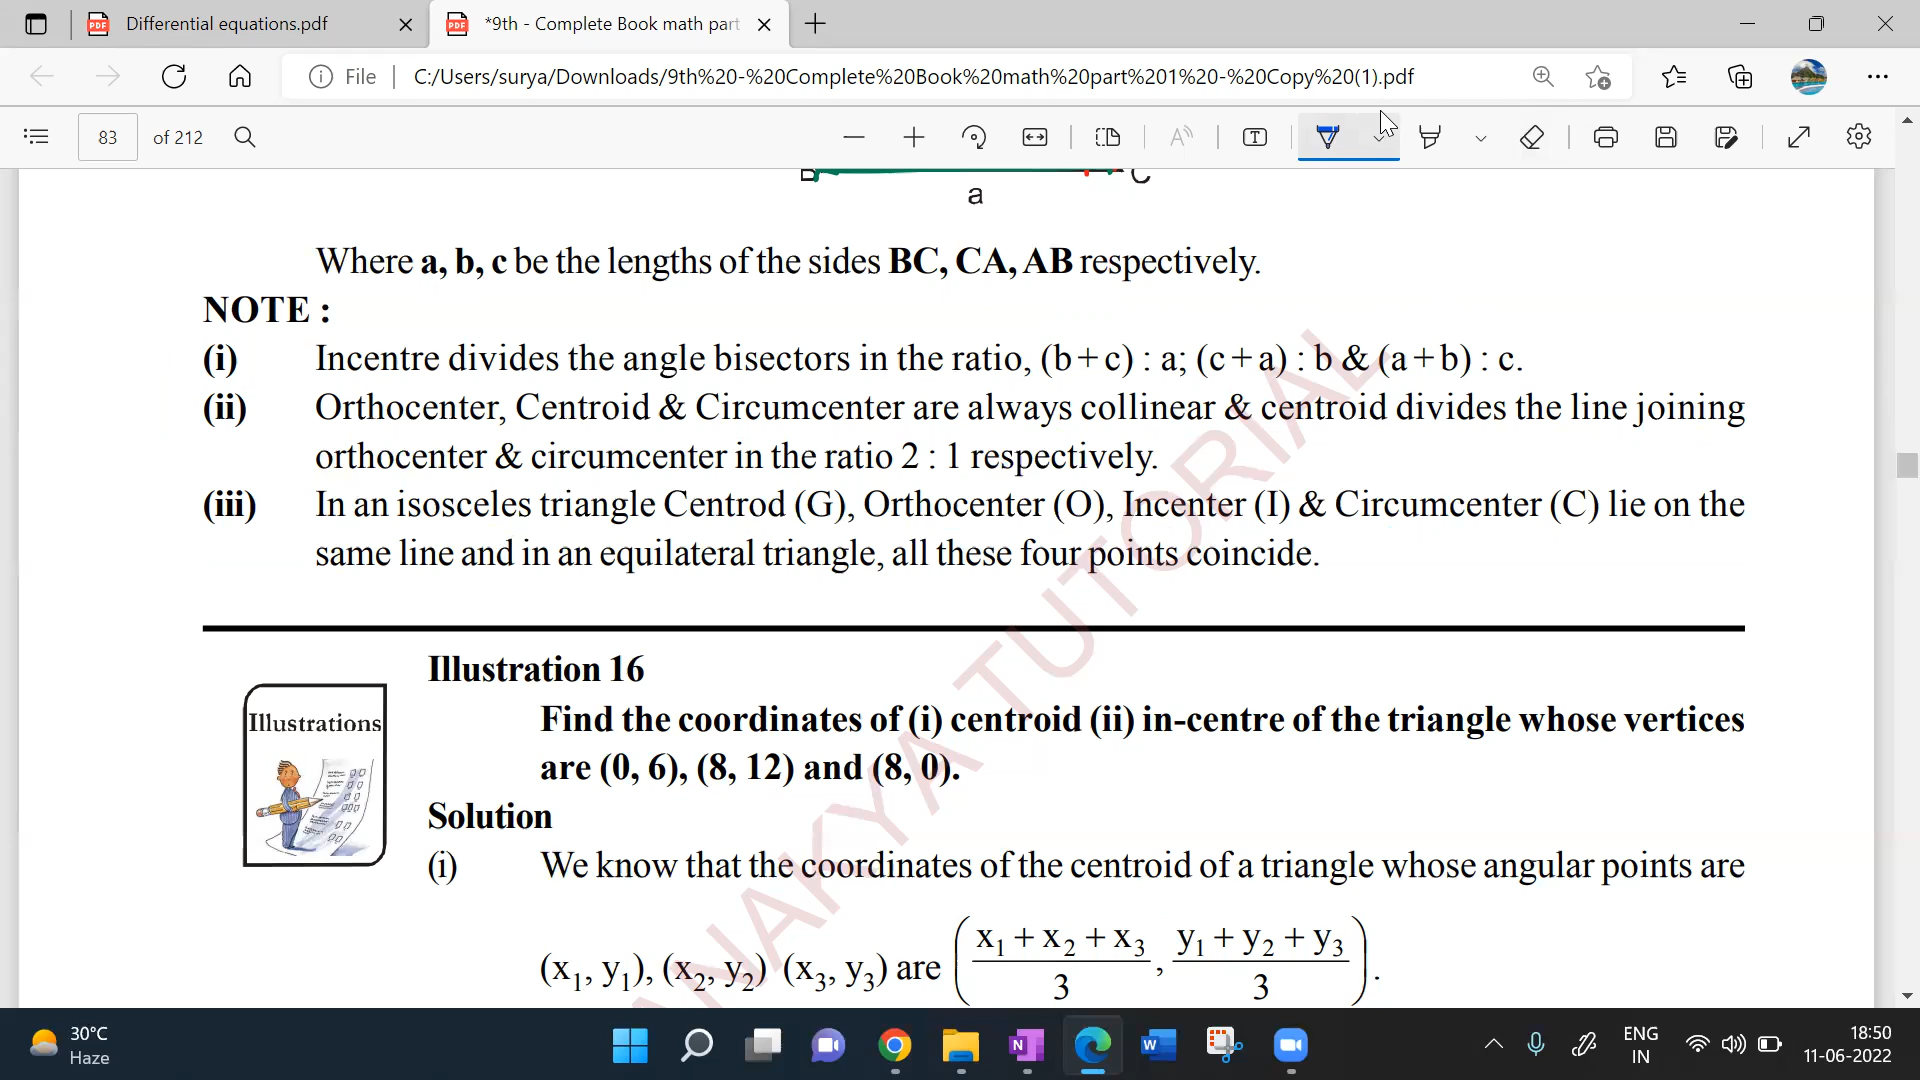 Differential equations.pdf
*9th - Complete Book math part
File
C:/Users/surya/Downloads/9th%20-%20Complete%20Book%20math%20part%201%20-%20Copy%20(1).pdf
83 of 212
B C
a
Where a, b, c be the lengths of the sides BC, CA, AB respectively.
NOTE :
(i) Incentre divides the angle bisectors in the ratio, (b+c) : a; (c+a) : b & (a+b) : c.
(ii) Orthocenter, Centroid & Circumcenter are always collinear & centroid divides the line joining
orthocenter & circumcenter in the ratio 2 : 1 respectively.
(iii) In an isosceles triangle Centrod (G), Orthocenter (O), Incenter (I) & Circumcenter (C) lie on the
same line and in an equilateral triangle, all these four points coincide.
Illustration 16
Illustrations
Find the coordinates of (i) centroid (ii) in-centre of the triangle whose vertices
are (0, 6), (8, 12) and (8, 0).
Solution
(i) We know that the coordinates of the centroid of a triangle whose angular points are
(x₁, y₁), (x₂, y₂) (x₃, y₃) are ( (x₁ + x₂ + x₃)/3 , (y₁ + y₂ + y₃)/3 ).
NAKYA TUTORIAL
30°C
Haze
ENG
IN
18:50
11-06-2022